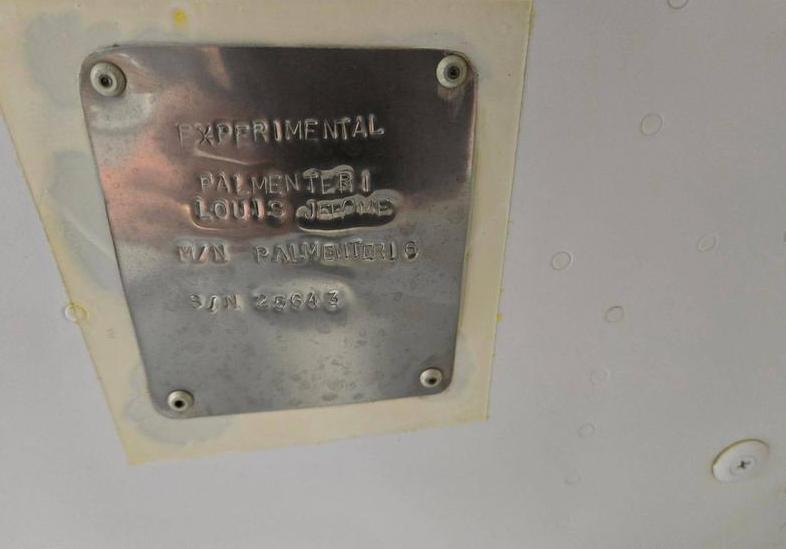 EXPERIMENTAL
PALMENTERI
LOUIS JEROME
M/N PALMENTERI 6
S/N 25643